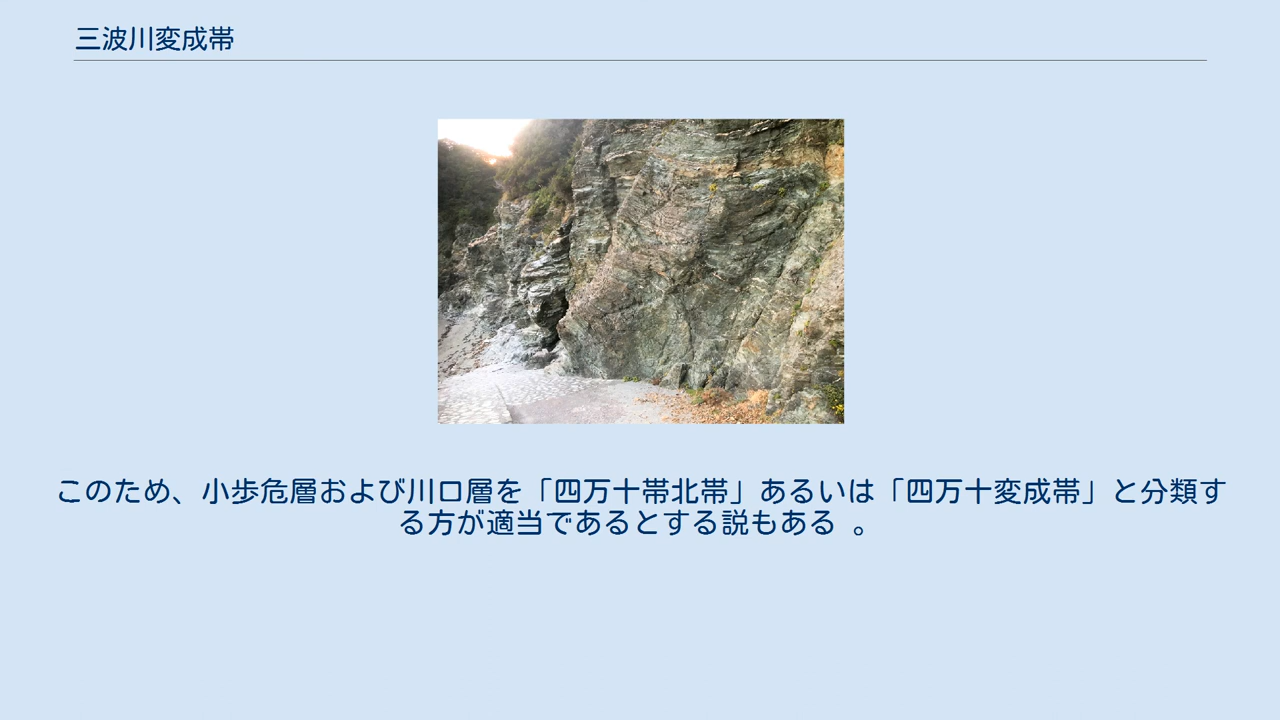 三波川変成帯
このため、小歩危層および川口層を「四万十帯北帯」あるいは「四万十変成帯」と分類す
る方が適当であるとする説もある 。